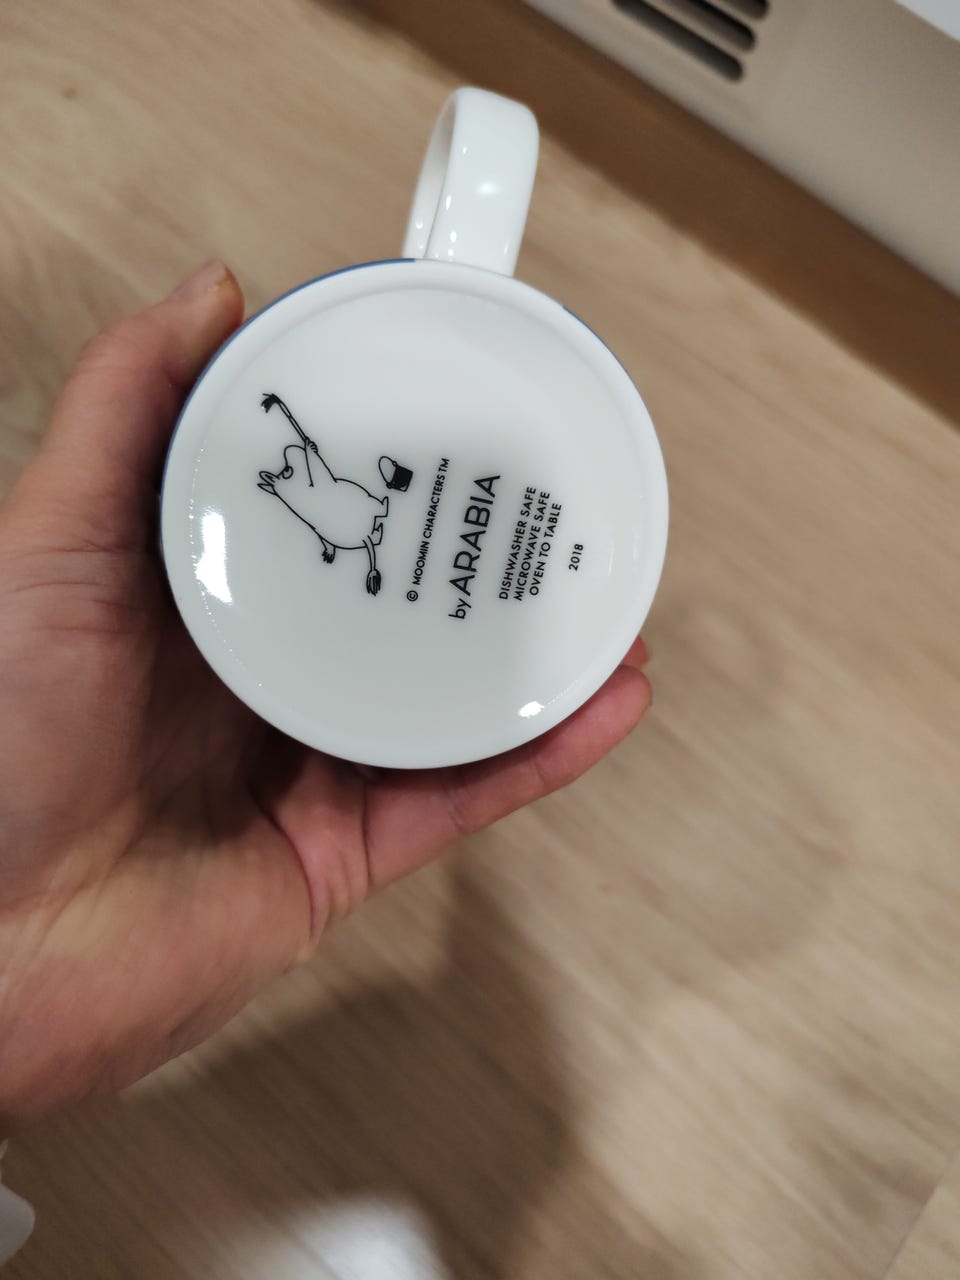 © MOOMIN CHARACTERS™
by ARABIA
DISHWASHER SAFE
MICROWAVE SAFE
OVEN TO TABLE
2018